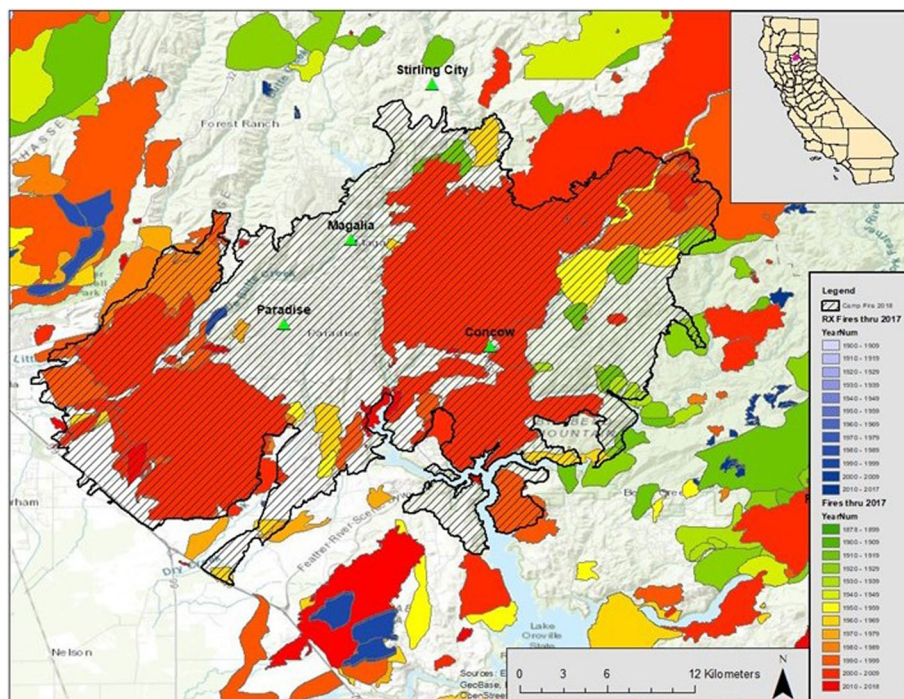 Stirling City
Forest Ranch
Magalia
Paradise
Paradise
Concow
Nelson
Lake
Oroville
State
Sources: E
GeoBase,
OpenStreet
0 3 6 12 Kilometers
N
Legend
Camp Fire 2018
RX Fires thru 2017
YearNum
1900 - 1909
1910 - 1919
1920 - 1929
1930 - 1939
1940 - 1949
1950 - 1959
1960 - 1969
1970 - 1979
1980 - 1989
1990 - 1999
2000 - 2009
2010 - 2017
Fires thru 2017
YearNum
1878 - 1899
1900 - 1909
1910 - 1919
1920 - 1929
1930 - 1939
1940 - 1949
1950 - 1959
1960 - 1969
1970 - 1979
1980 - 1989
1990 - 1999
2000 - 2009
2010 - 2018